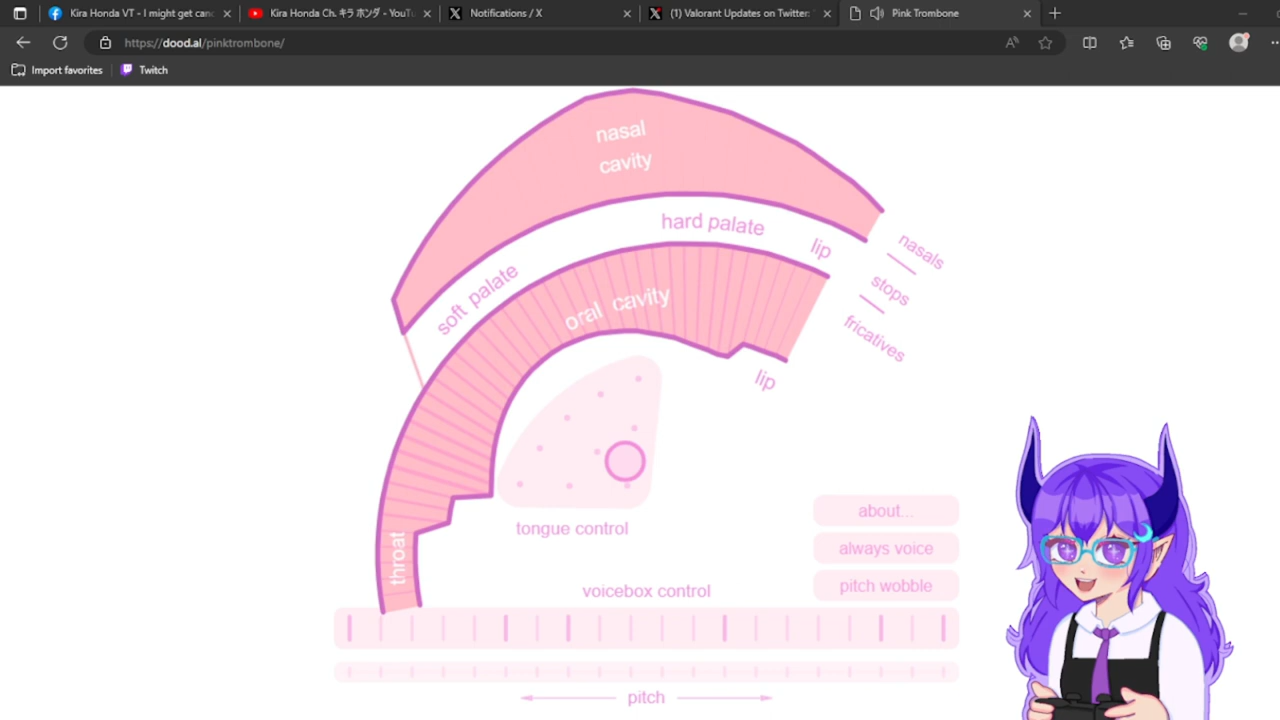 Kira Honda VT - I might get canc
Kira Honda Ch. キラ ホンダ - YouTu
Notifications / X
(1) Valorant Updates on Twitter:
Pink Trombone
https://dood.al/pinktrombone/
Import favorites
Twitch
nasal
cavity
hard palate
lip
nasals
soft palate
stops
oral cavity
fricatives
lip
about...
tongue control
always voice
throat
pitch wobble
voicebox control
pitch